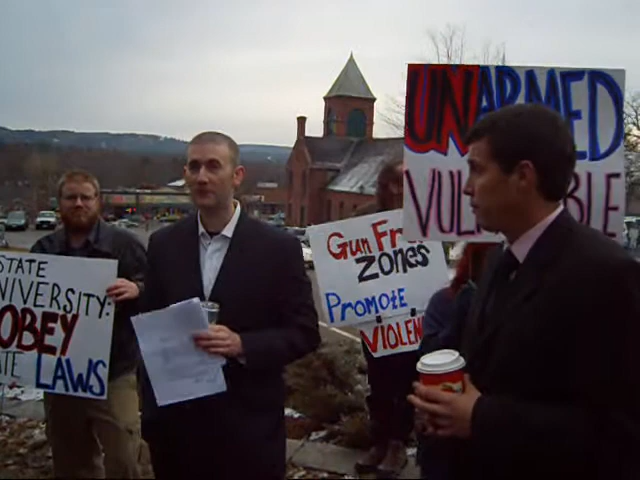 STATE
UNIVERSITY:
OBEY
LAWS
GUN FR
ZONES
PROMOTE
VIOLEN
UNARMED
VUL BLE